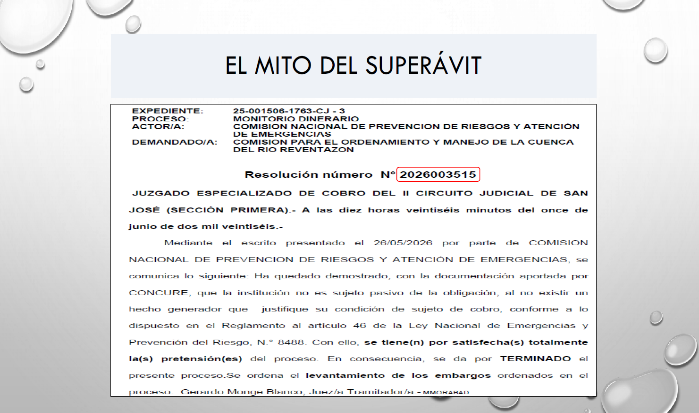 EL MITO DEL SUPERÁVIT
EXPEDIENTE: 25-001506-1763-CJ - 3
PROCESO: MONITORIO DINERARIO
ACTOR/A: COMISION NACIONAL DE PREVENCION DE RIESGOS Y ATENCIÓN
DE EMERGENCIAS
DEMANDADO/A: COMISION PARA EL ORDENAMIENTO Y MANEJO DE LA CUENCA
DEL RIO REVENTAZON
Resolución número N° 2026003515
JUZGADO ESPECIALIZADO DE COBRO DEL II CIRCUITO JUDICIAL DE SAN
JOSÉ (SECCIÓN PRIMERA).- A las diez horas veintiséis minutos del once de
junio de dos mil veintiséis.-
Mediante el escrito presentado el 26/05/2026 por parte de COMISION
NACIONAL DE PREVENCION DE RIESGOS Y ATENCIÓN DE EMERGENCIAS, se
comunica lo siguiente: Ha quedado demostrado, con la documentación aportada por
CONCURE, que la institución no es sujeto pasivo de la obligación, al no existir un
hecho generador que justifique su condición de sujeto de cobro, conforme a lo
dispuesto en el Reglamento al artículo 46 de la Ley Nacional de Emergencias y
Prevención del Riesgo, N.° 8488. Con ello, se tiene(n) por satisfecha(s) totalmente
la(s) pretensión(es) del proceso. En consecuencia, se da por TERMINADO el
presente proceso.Se ordena el levantamiento de los embargos ordenados en el
proceso. Gerardo Monge Blanco, Juez/a Tramitador/a.-